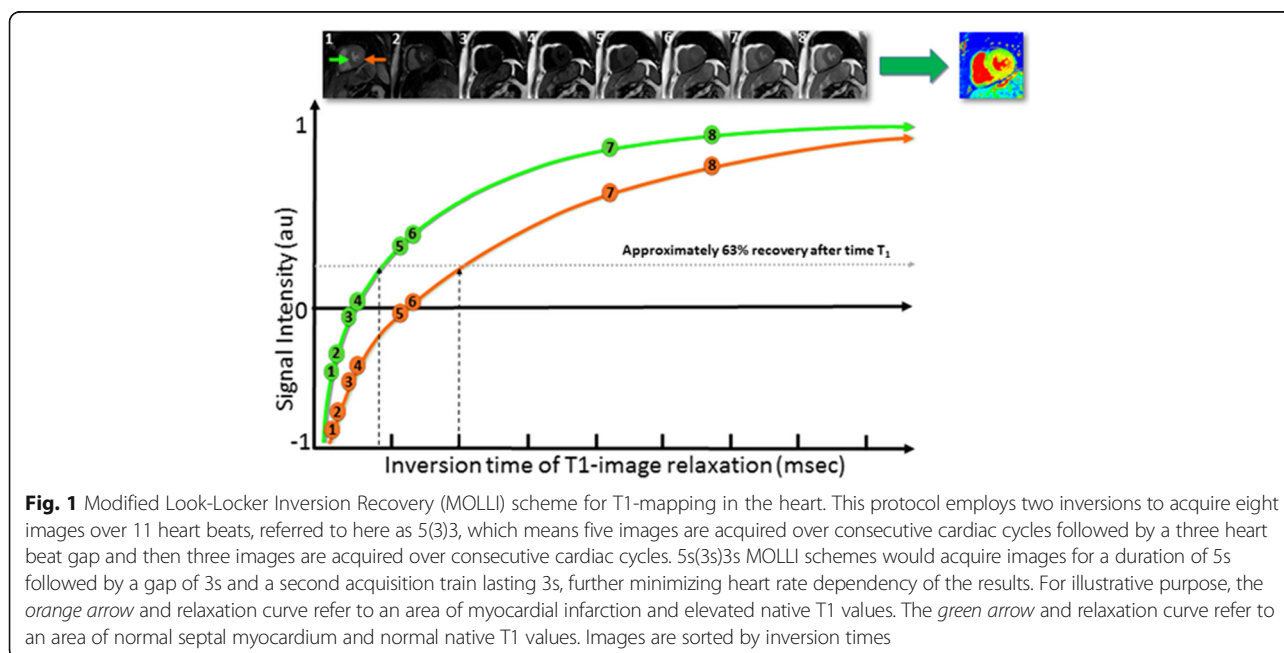 1 2 3 4 5 6 7 8
1
7 8
7 8
5 6
Approximately 63% recovery after time T1
4
0
3
6
5
2
1
4
3
2
1
-1
Signal Intensity (au)
Inversion time of T1-image relaxation (msec)
Fig. 1 Modified Look-Locker Inversion Recovery (MOLLI) scheme for T1-mapping in the heart. This protocol employs two inversions to acquire eight
images over 11 heart beats, referred to here as 5(3)3, which means five images are acquired over consecutive cardiac cycles followed by a three heart
beat gap and then three images are acquired over consecutive cardiac cycles. 5s(3s)3s MOLLI schemes would acquire images for a duration of 5s
followed by a gap of 3s and a second acquisition train lasting 3s, further minimizing heart rate dependency of the results. For illustrative purpose, the
orange arrow and relaxation curve refer to an area of myocardial infarction and elevated native T1 values. The green arrow and relaxation curve refer to
an area of normal septal myocardium and normal native T1 values. Images are sorted by inversion times